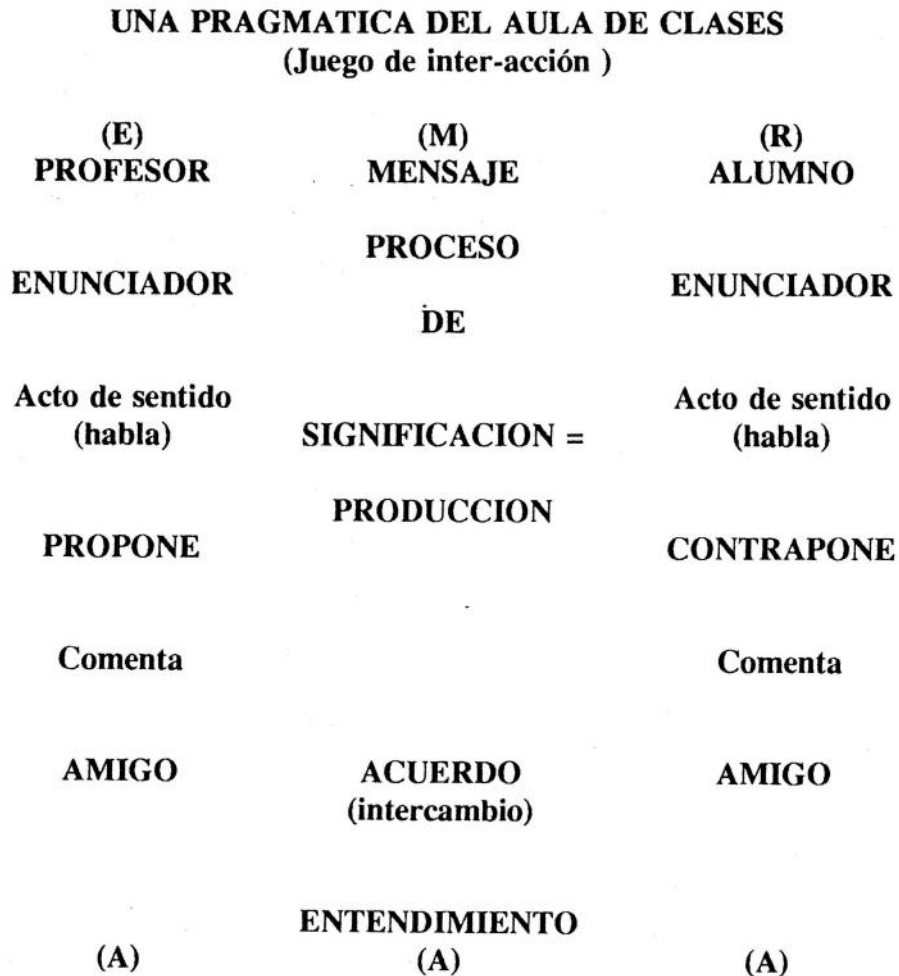 UNA PRAGMATICA DEL AULA DE CLASES
(Juego de inter-acción )
(E) (M) (R)
PROFESOR MENSAJE ALUMNO
PROCESO
ENUNCIADOR ENUNCIADOR
DE
Acto de sentido Acto de sentido
(habla) SIGNIFICACION = (habla)
PRODUCCION
PROPONE CONTRAPONE
Comenta Comenta
AMIGO ACUERDO AMIGO
(intercambio)
ENTENDIMIENTO
(A) (A) (A)